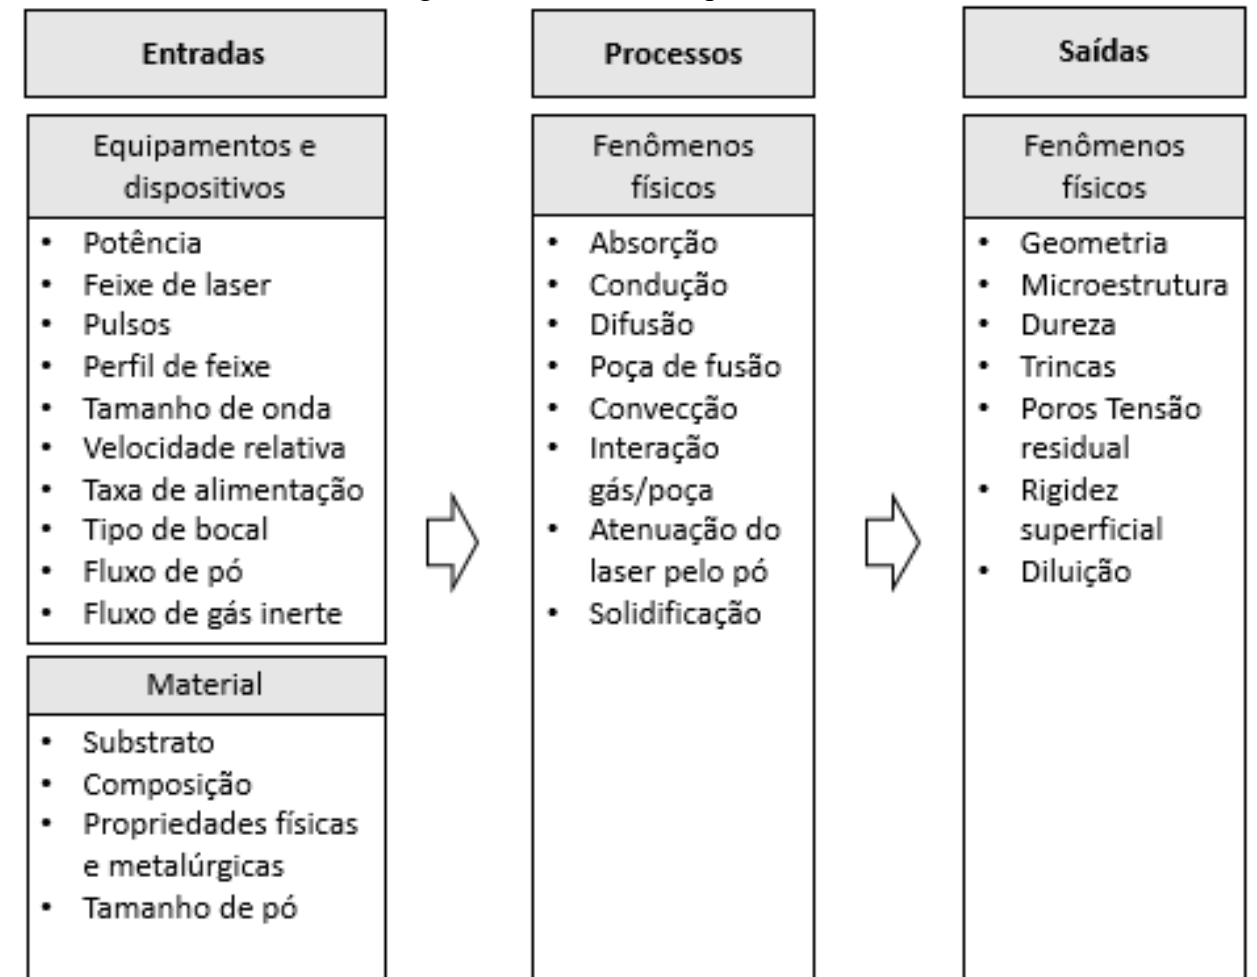 Entradas
Equipamentos e
dispositivos
• Potência
• Feixe de laser
• Pulsos
• Perfil de feixe
• Tamanho de onda
• Velocidade relativa
• Taxa de alimentação
• Tipo de bocal
• Fluxo de pó
• Fluxo de gás inerte
Material
• Substrato
• Composição
• Propriedades físicas
e metalúrgicas
• Tamanho de pó
Processos
Fenômenos
físicos
• Absorção
• Condução
• Difusão
• Poça de fusão
• Convecção
• Interação
gás/poça
• Atenuação do
laser pelo pó
• Solidificação
Saídas
Fenômenos
físicos
• Geometria
• Microestrutura
• Dureza
• Trincas
• Poros Tensão
residual
• Rigidez
superficial
• Diluição